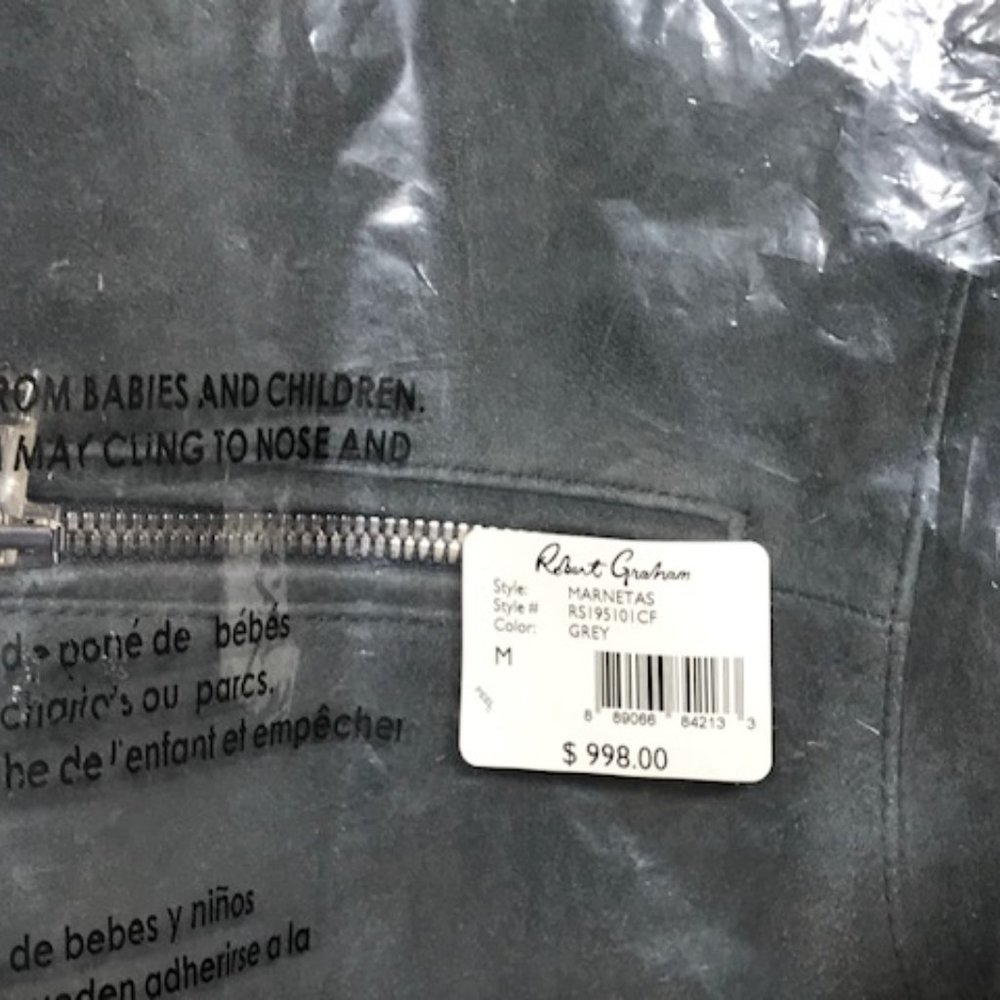 ROM BABIES AND CHILDREN.
MAY CLING TO NOSE AND
Robert Graham
Style: MARNETAS
Style # RS195101CF
Color: GREY
M
8 89066 84213 3
$ 998.00
de bébés
ou parcs.
he de l'enfant et empêcher
de bebes y niños
adherirse a la